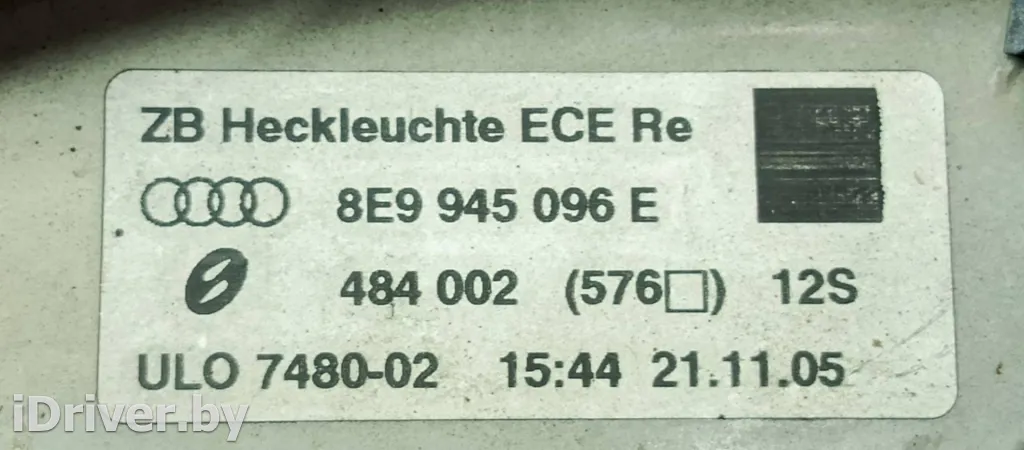 ZB Heckleuchte ECE Re
8E9 945 096 E
484 002 (576□) 12S
ULO 7480-02 15:44 21.11.05
iDriver.by